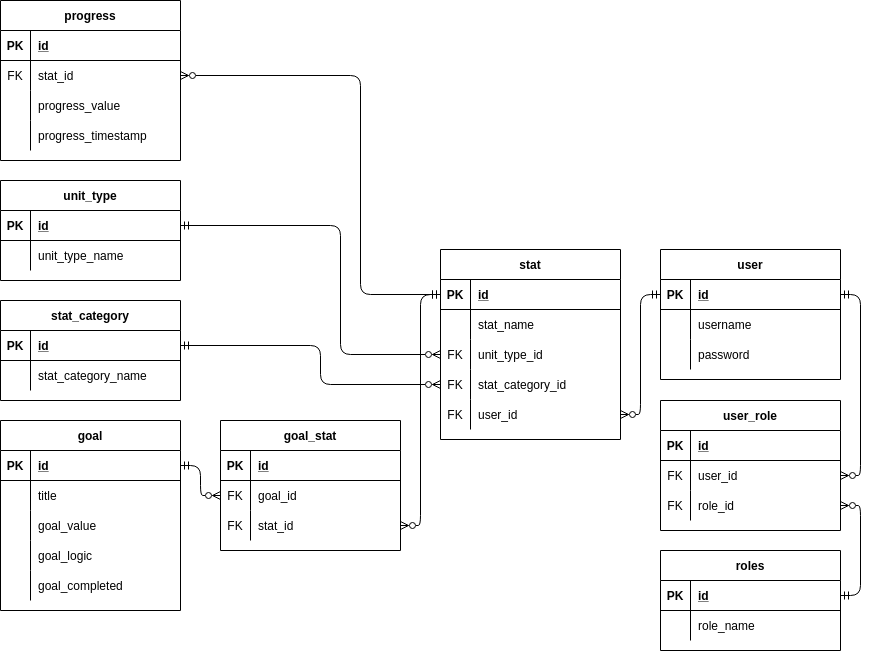 progress
PK id
FK stat_id
progress_value
progress_timestamp
unit_type
PK id
unit_type_name
stat_category
PK id
stat_category_name
goal
PK id
title
goal_value
goal_logic
goal_completed
goal_stat
PK id
FK goal_id
FK stat_id
stat
PK id
stat_name
FK unit_type_id
FK stat_category_id
FK user_id
user
PK id
username
password
user_role
PK id
FK user_id
FK role_id
roles
PK id
role_name